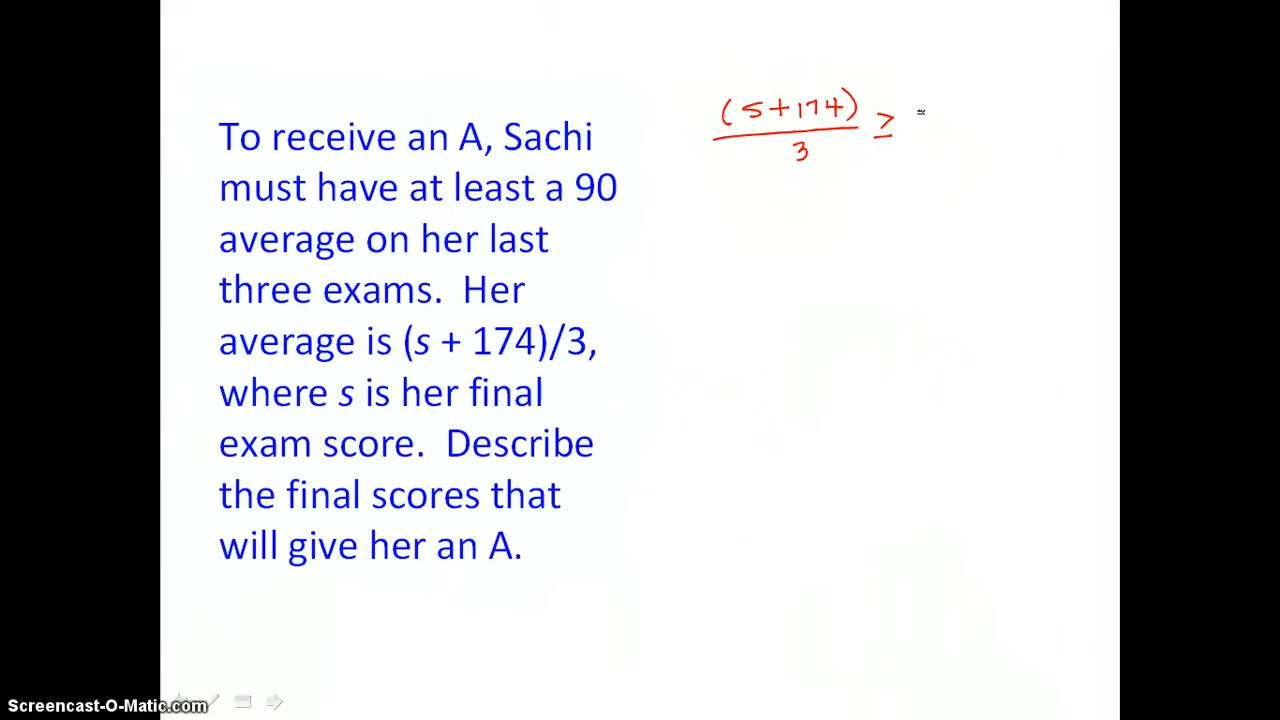 To receive an A, Sachi
must have at least a 90
average on her last
three exams.  Her
average is (s + 174)/3,
where s is her final
exam score.  Describe
the final scores that
will give her an A.
(s+174)
3
≥
Screencast-O-Matic.com